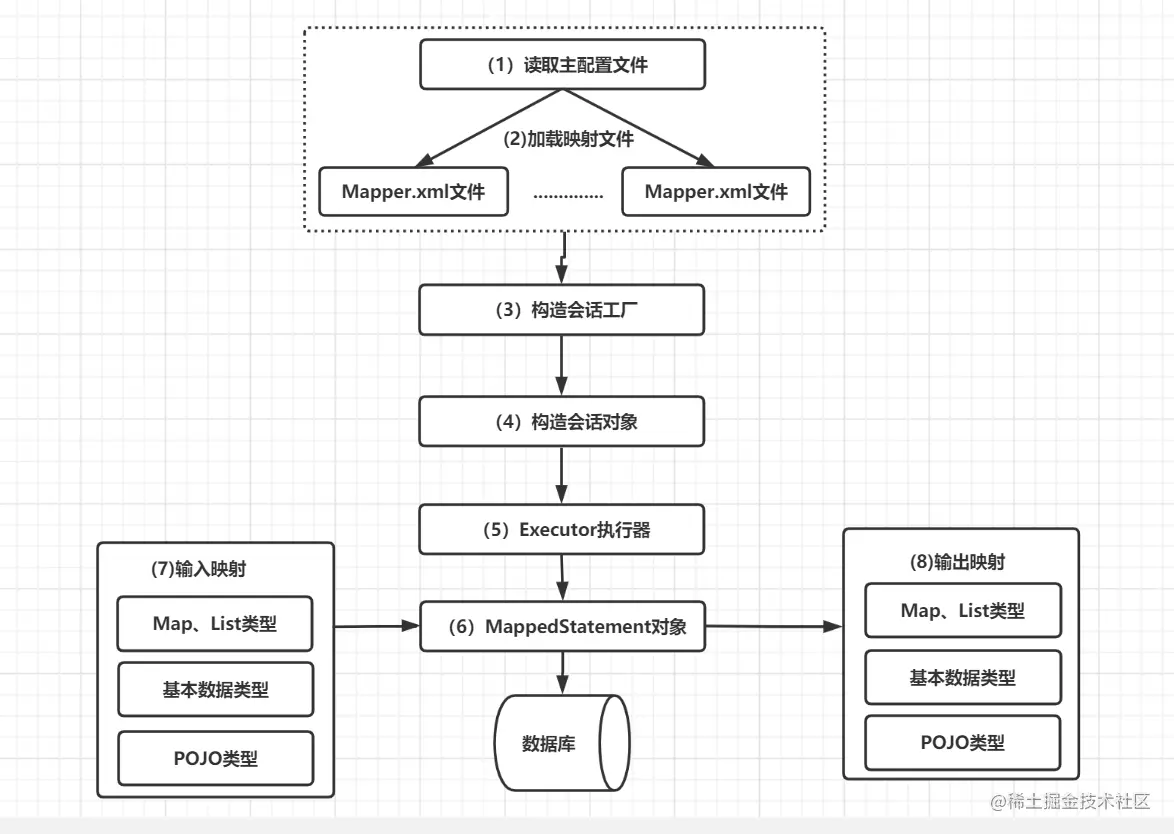 （1）读取主配置文件
(2)加载映射文件
Mapper.xml文件
..............
Mapper.xml文件
（3）构造会话工厂
（4）构造会话对象
（5）Executor执行器
(7)输入映射
Map、List类型
基本数据类型
POJO类型
（6）MappedStatement对象
数据库
(8)输出映射
Map、List类型
基本数据类型
POJO类型
@稀土掘金技术社区